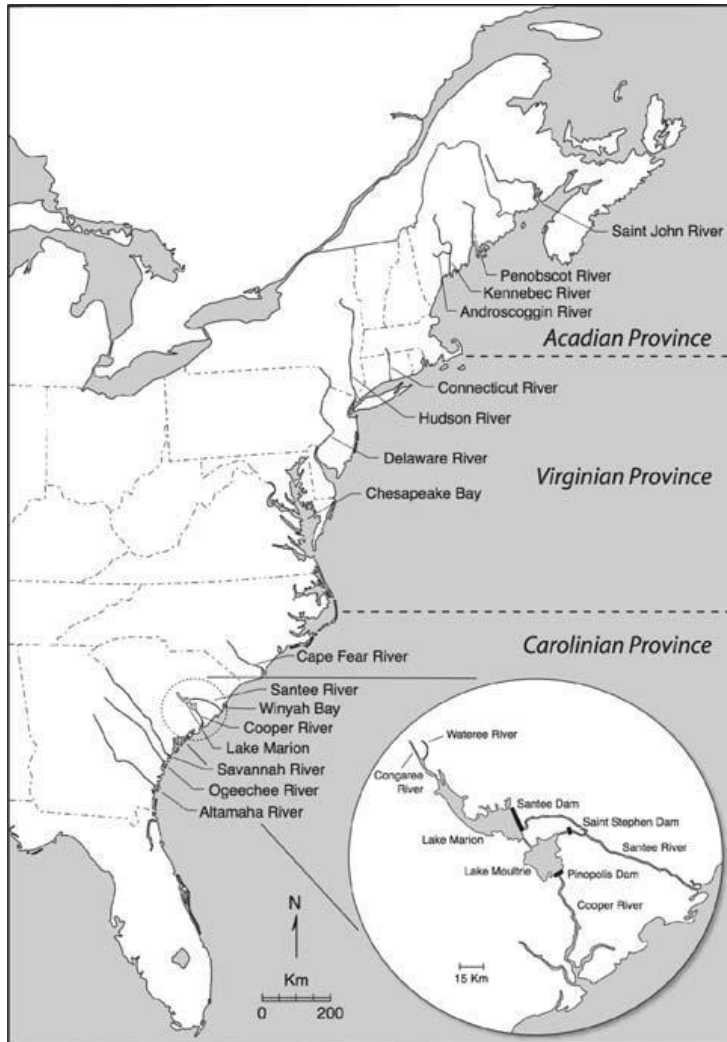 Saint John River
Penobscot River
Kennebec River
Androscoggin River
Acadian Province
Connecticut River
Hudson River
Delaware River
Virginian Province
Chesapeake Bay
Carolinian Province
Cape Fear River
Santee River
Winyah Bay
Cooper River
Lake Marion
Savannah River
Ogeechee River
Altamaha River
Wateree River
Congaree
River
Santee Dam
Saint Stephen Dam
Lake Marion
Santee River
Lake Moultrie
Pinopolis Dam
Cooper River
15 Km
N
Km
0 200